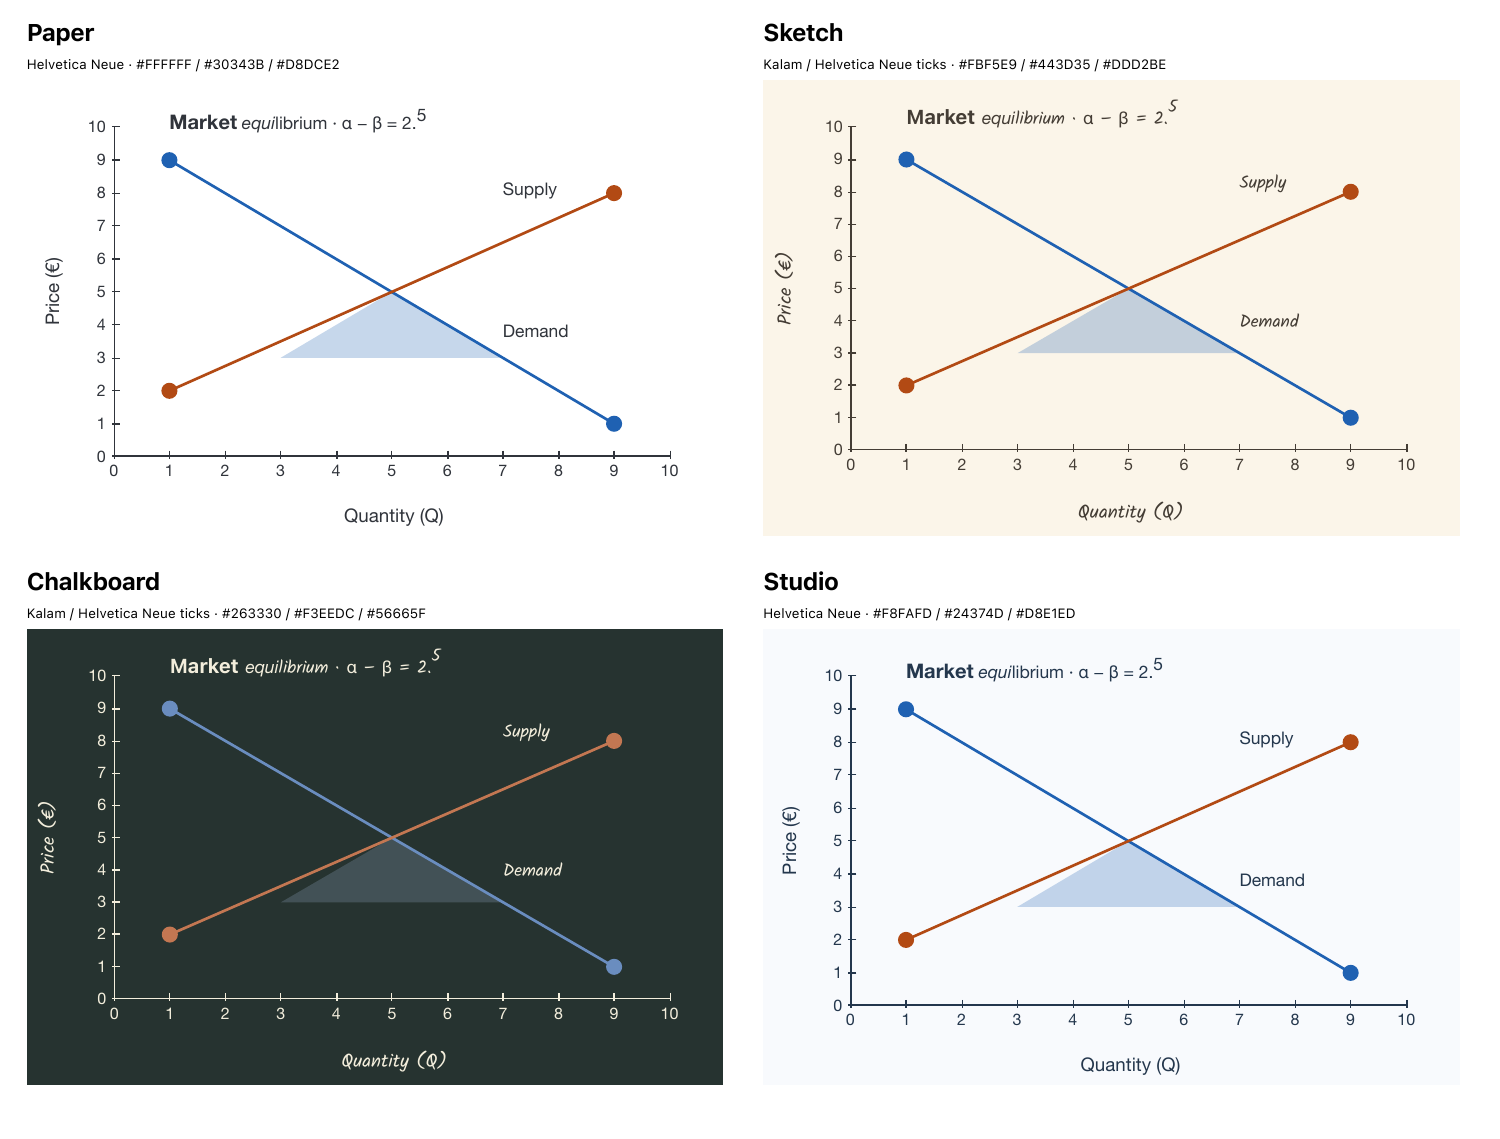 Paper
Helvetica Neue · #FFFFFF / #30343B / #D8DCE2
Market equilibrium · α – β = 2.5
10
9
8
7
6
5
4
3
2
1
0
Price (€)
Supply
Demand
0 1 2 3 4 5 6 7 8 9 10
Quantity (Q)
Sketch
Kalam / Helvetica Neue ticks · #FBF5E9 / #443D35 / #DDD2BE
Market equilibrium · α – β = 2.5
10
9
8
7
6
5
4
3
2
1
0
Price (€)
Supply
Demand
0 1 2 3 4 5 6 7 8 9 10
Quantity (Q)
Chalkboard
Kalam / Helvetica Neue ticks · #263330 / #F3EEDC / #56665F
Market equilibrium · α – β = 2.5
10
9
8
7
6
5
4
3
2
1
0
Price (€)
Supply
Demand
0 1 2 3 4 5 6 7 8 9 10
Quantity (Q)
Studio
Helvetica Neue · #F8FAFD / #24374D / #D8E1ED
Market equilibrium · α – β = 2.5
10
9
8
7
6
5
4
3
2
1
0
Price (€)
Supply
Demand
0 1 2 3 4 5 6 7 8 9 10
Quantity (Q)